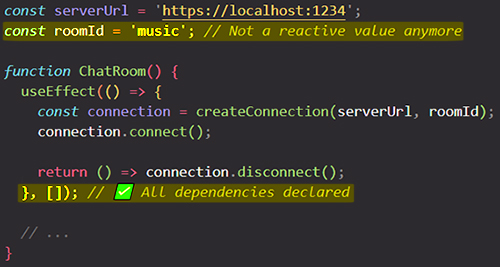 const serverUrl = 'https://localhost:1234';
const roomId = 'music'; // Not a reactive value anymore

function ChatRoom() {
  useEffect(() => {
    const connection = createConnection(serverUrl, roomId);
    connection.connect();

    return () => connection.disconnect();
  }, []); // ✅ All dependencies declared

  // ...
}